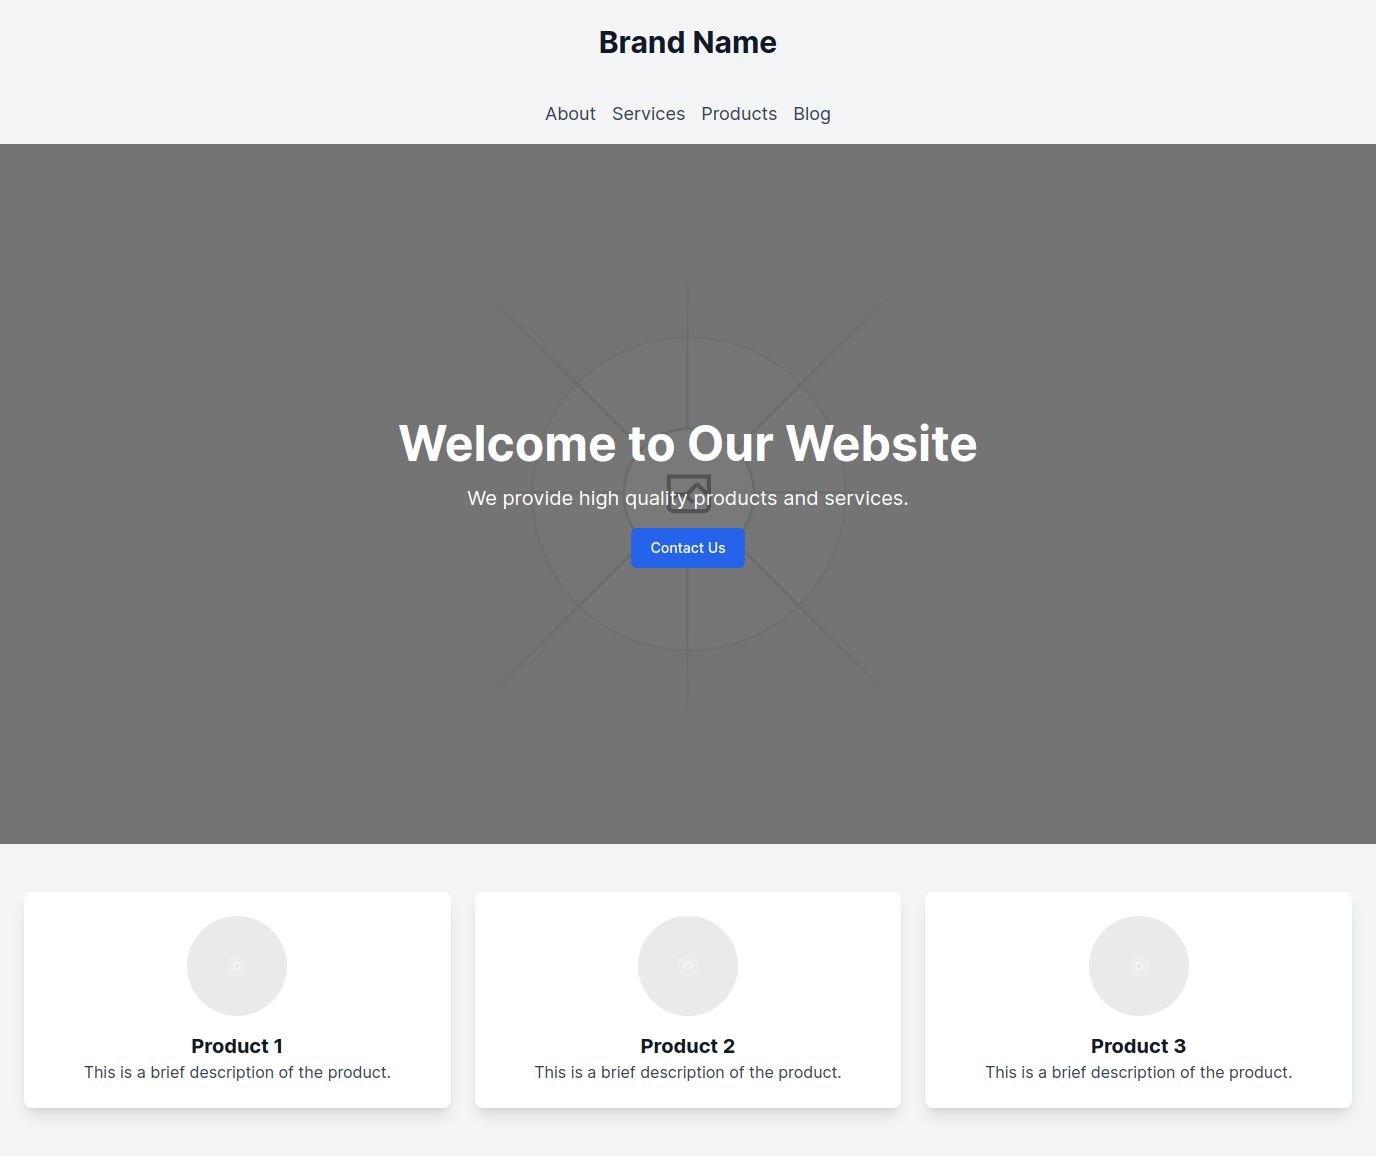 Brand Name
About Services Products Blog
Welcome to Our Website
We provide high quality products and services.
Contact Us
Product 1
This is a brief description of the product.
Product 2
This is a brief description of the product.
Product 3
This is a brief description of the product.